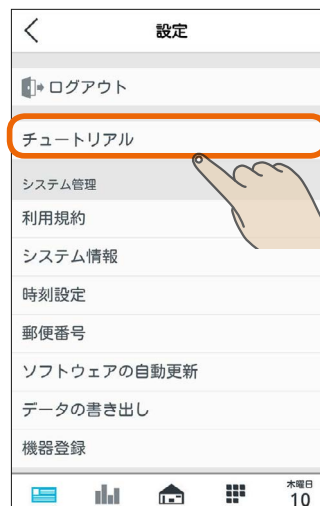 設定
ログアウト
チュートリアル
システム管理
利用規約
システム情報
時刻設定
郵便番号
ソフトウェアの自動更新
データの書き出し
機器登録
木曜日
10